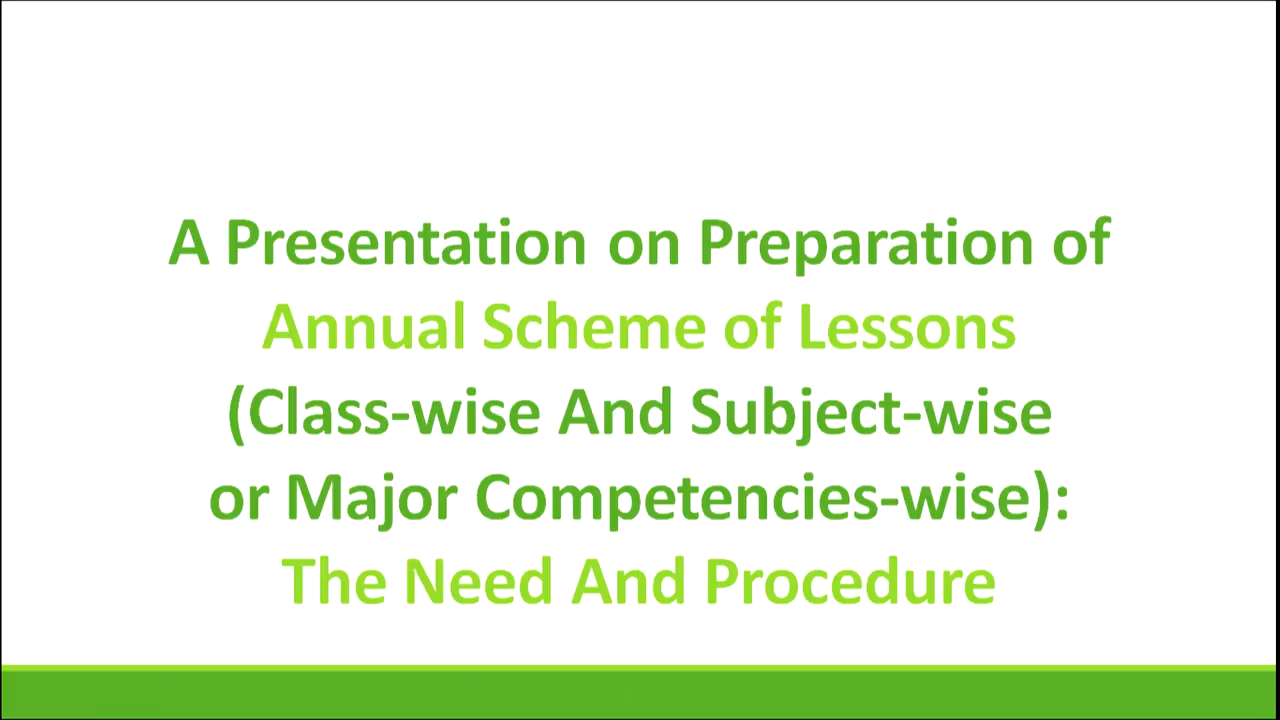 A Presentation on Preparation of
Annual Scheme of Lessons
(Class-wise And Subject-wise
or Major Competencies-wise):
The Need And Procedure